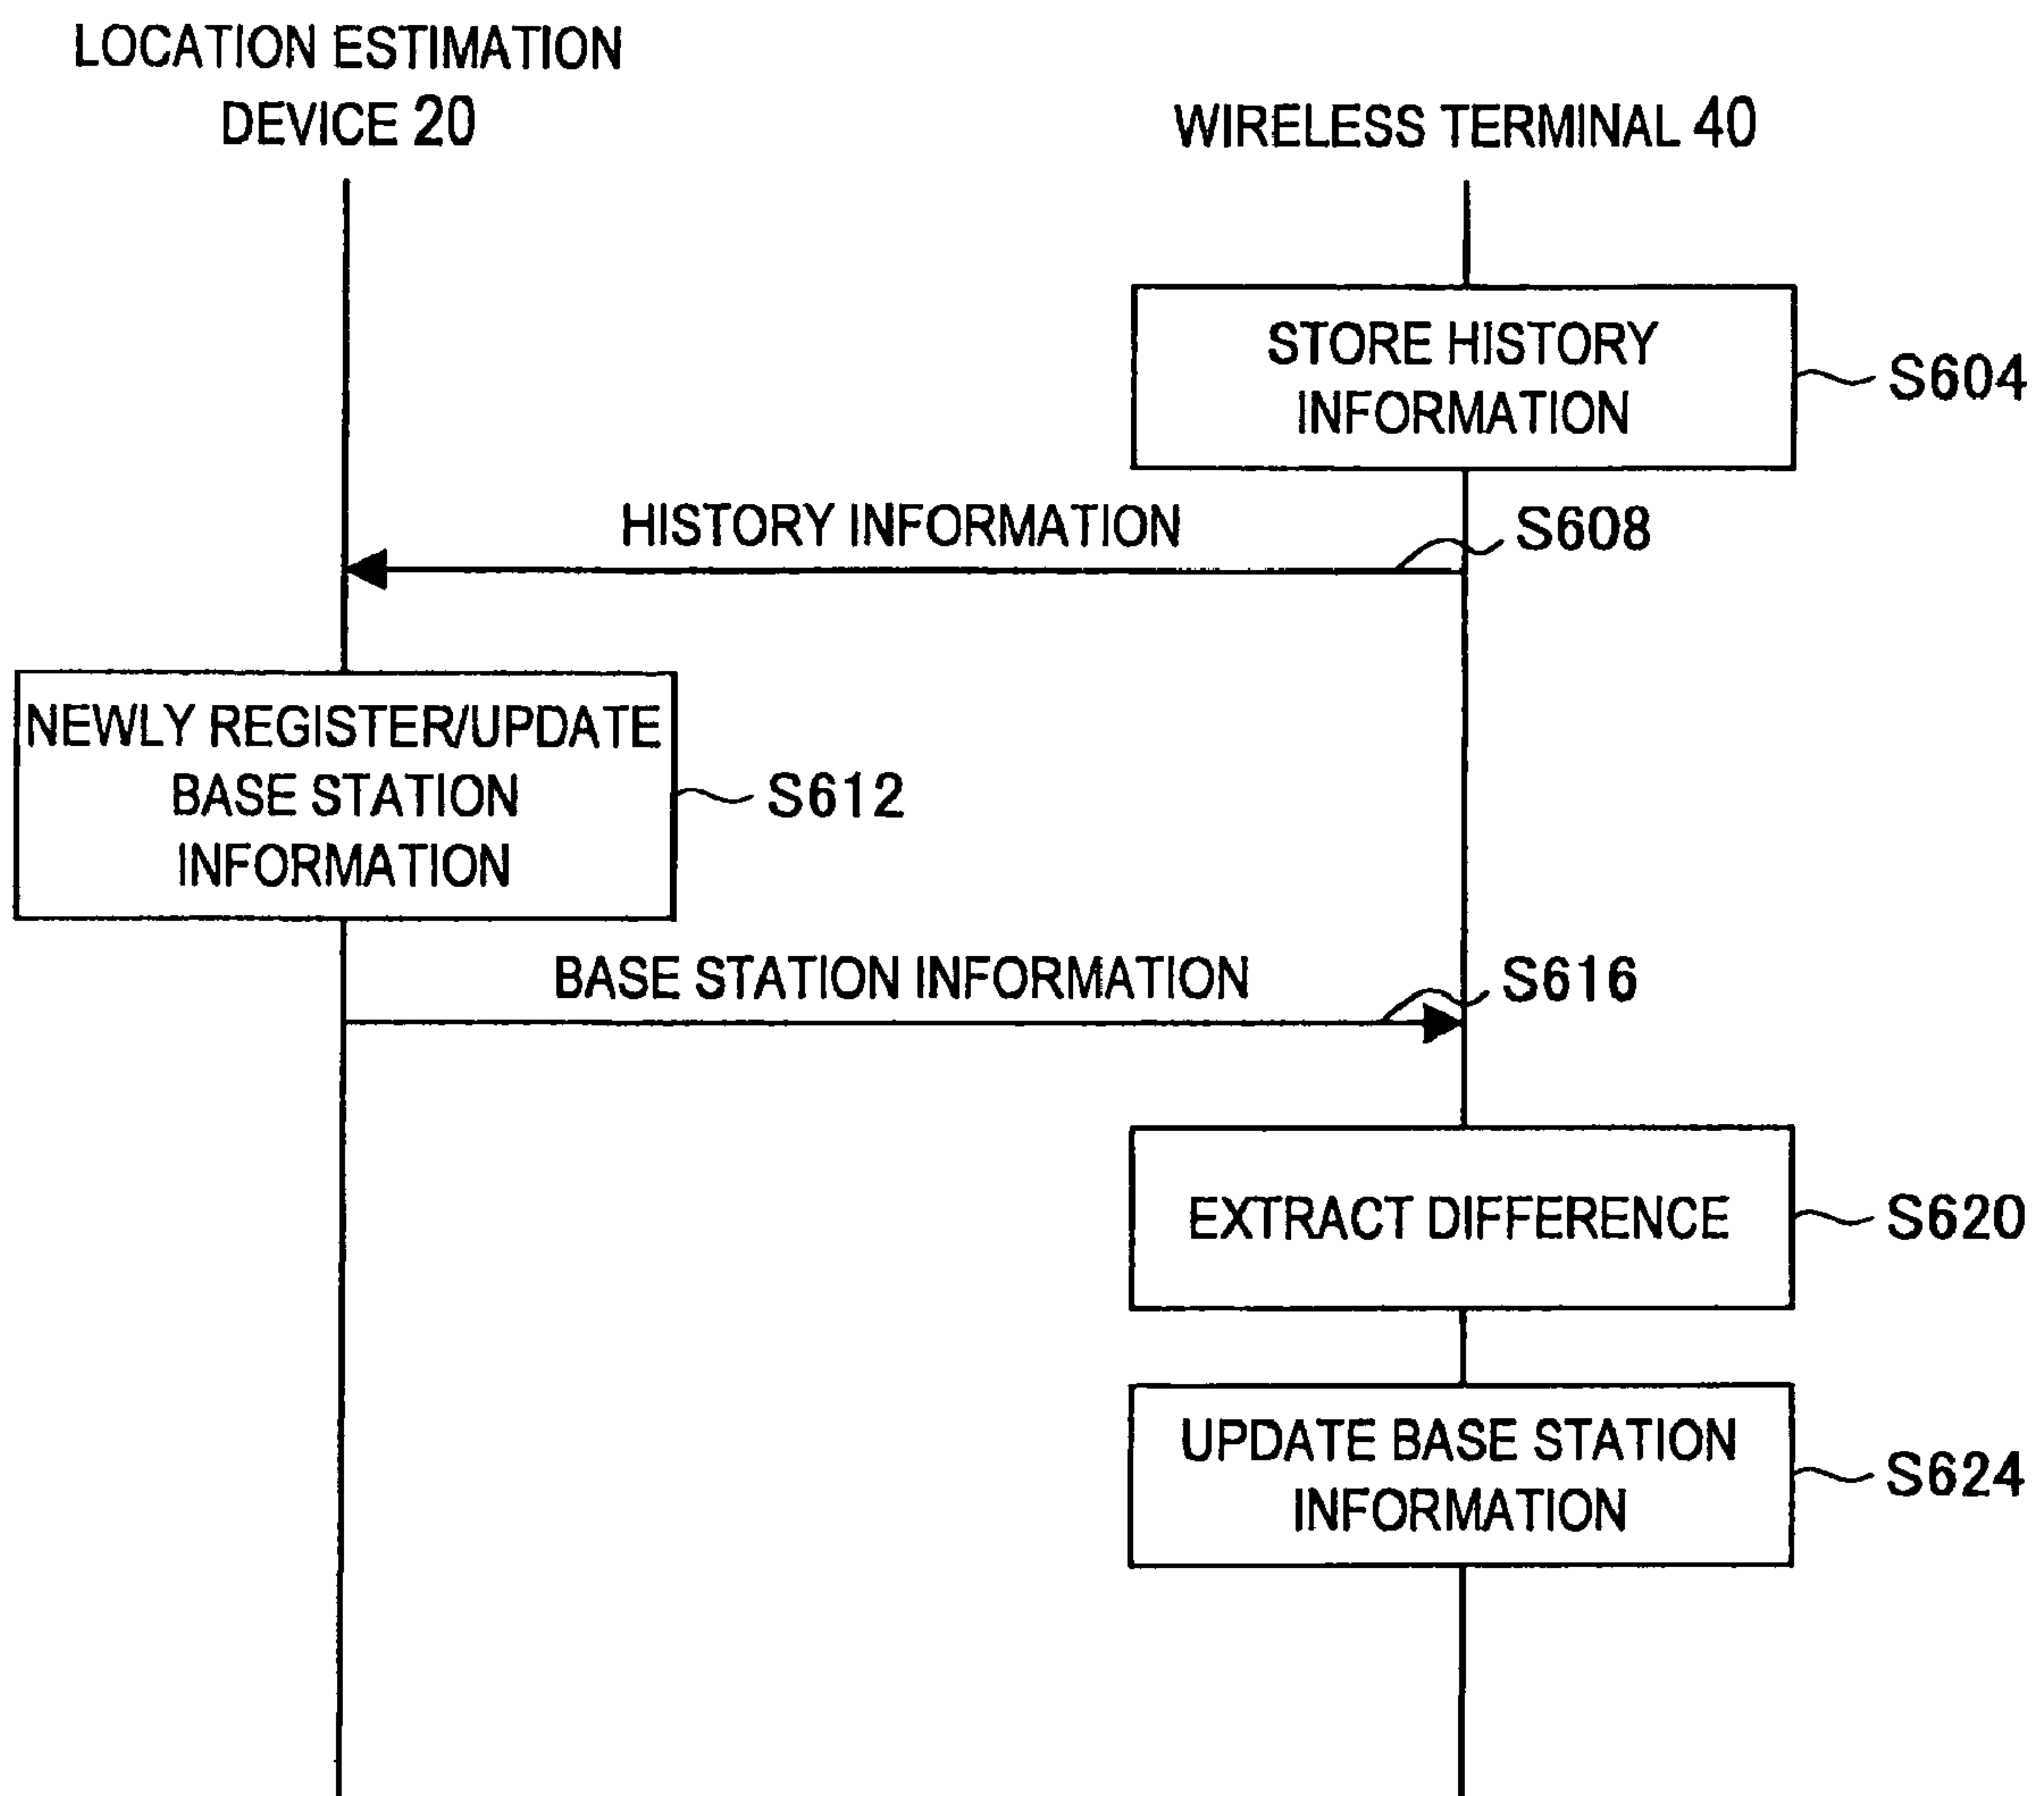 LOCATION ESTIMATION
DEVICE 20
WIRELESS TERMINAL 40
STORE HISTORY
INFORMATION
S604
HISTORY INFORMATION
S608
NEWLY REGISTER/UPDATE
BASE STATION
INFORMATION
S612
BASE STATION INFORMATION
S616
EXTRACT DIFFERENCE
S620
UPDATE BASE STATION
INFORMATION
S624